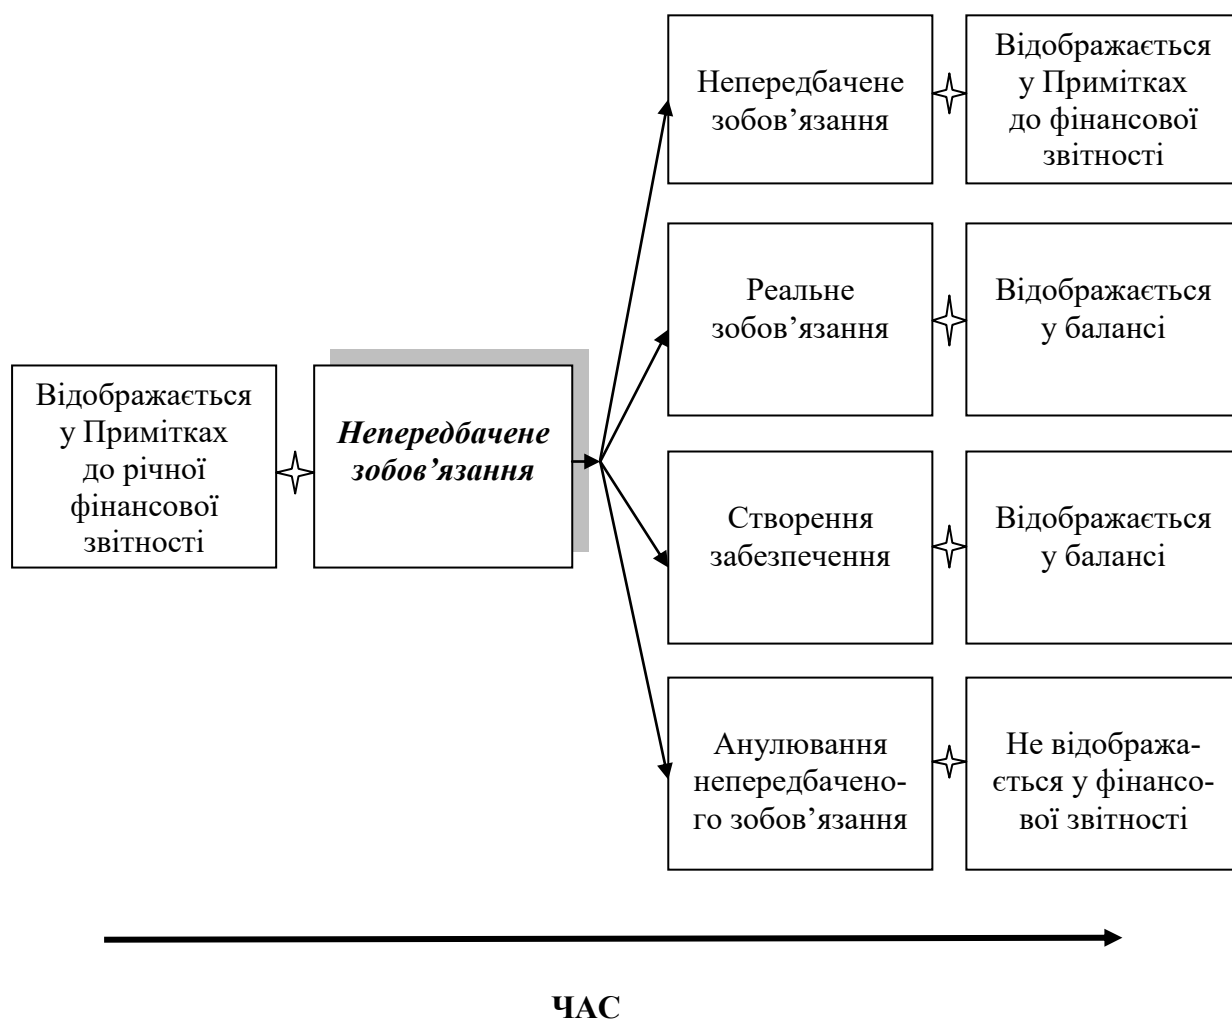 Непередбачене
зобов’язання
Відображається
у Примітках
до фінансової
звітності
Реальне
зобов’язання
Відображається
у балансі
Відображається
у Примітках
до річної
фінансової
звітності
Непередбачене
зобов’язання
Створення
забезпечення
Відображається
у балансі
Анулювання
непередбачено-
го зобов’язання
Не відобража-
ється у фінансо-
вої звітності
ЧАС